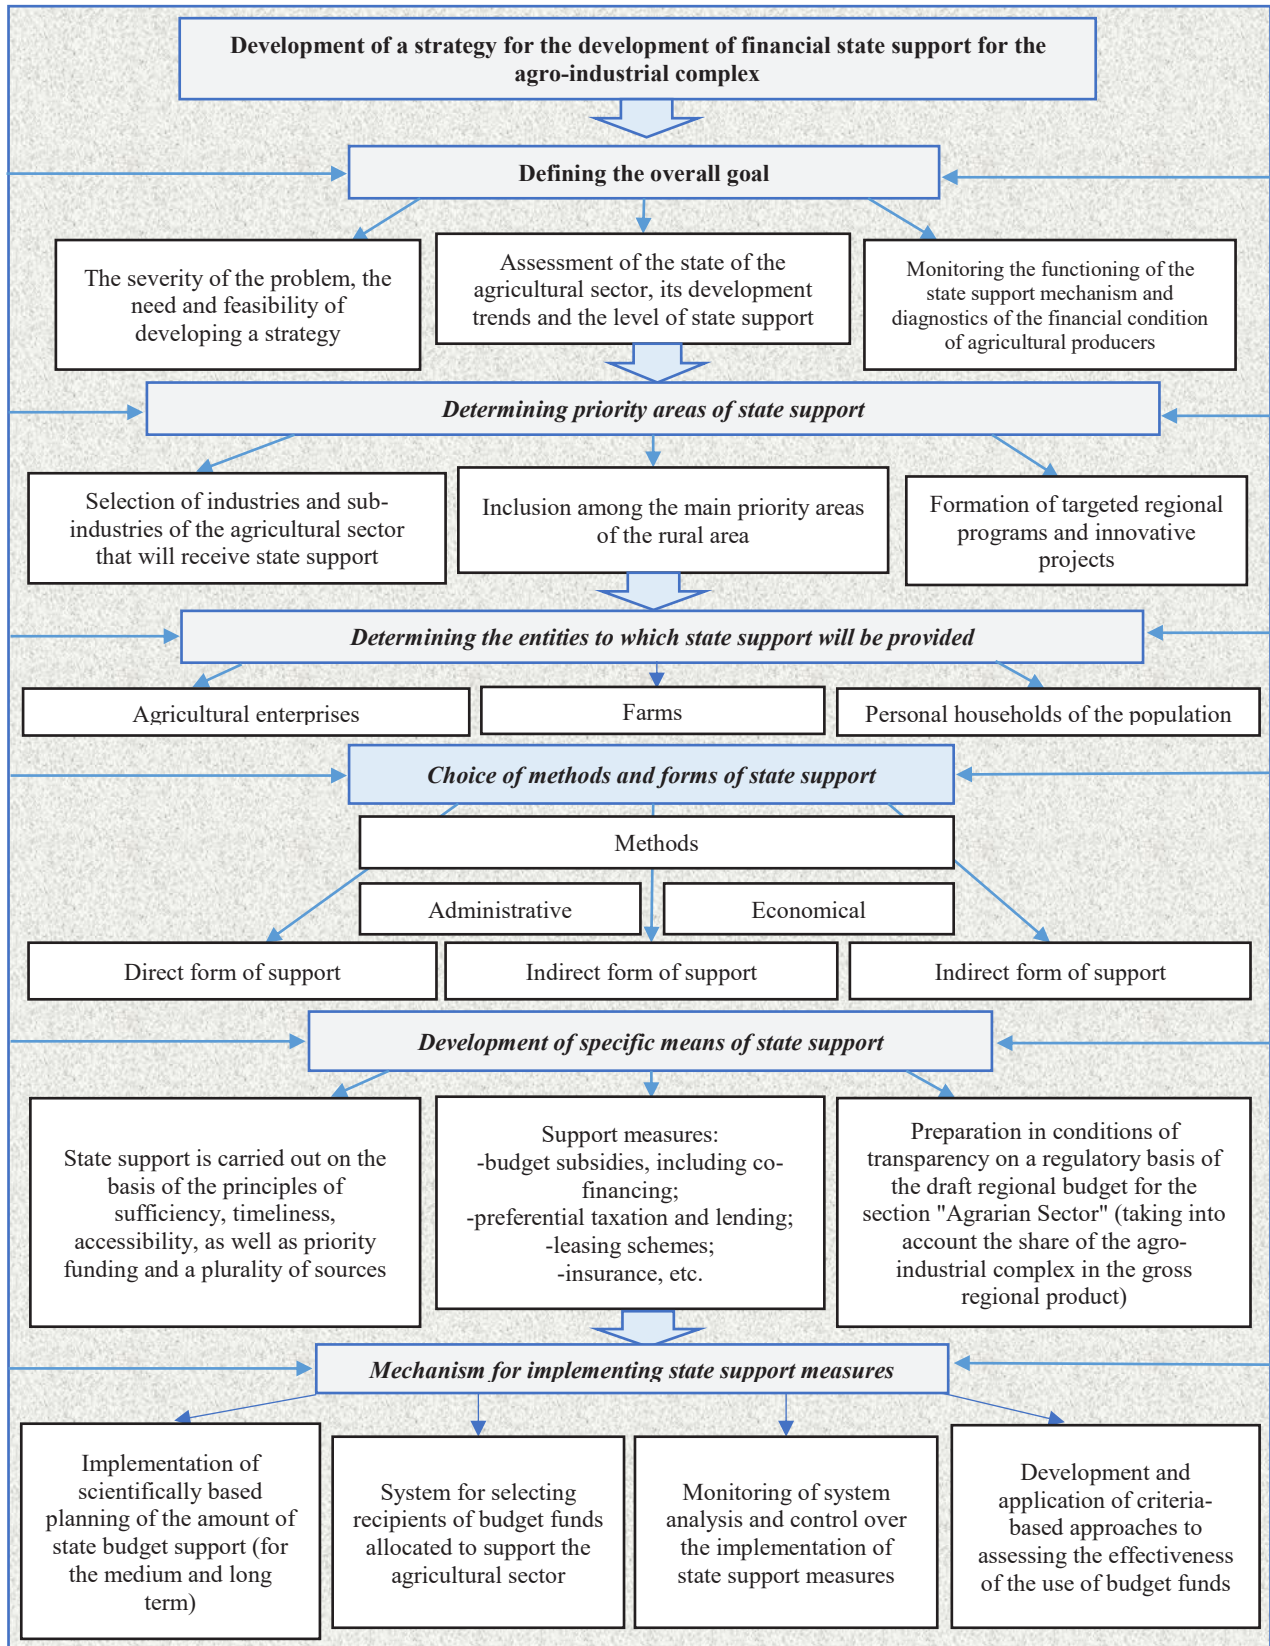 Development of a strategy for the development of financial state support for the
agro-industrial complex
Defining the overall goal
The severity of the problem, the
need and feasibility of
developing a strategy
Assessment of the state of the
agricultural sector, its development
trends and the level of state support
Monitoring the functioning of the
state support mechanism and
diagnostics of the financial condition
of agricultural producers
Determining priority areas of state support
Selection of industries and sub-
industries of the agricultural sector
that will receive state support
Inclusion among the main priority areas
of the rural area
Formation of targeted regional
programs and innovative
projects
Determining the entities to which state support will be provided
Agricultural enterprises
Farms
Personal households of the population
Choice of methods and forms of state support
Methods
Administrative
Economical
Direct form of support
Indirect form of support
Indirect form of support
Development of specific means of state support
State support is carried out on the
basis of the principles of
sufficiency, timeliness,
accessibility, as well as priority
funding and a plurality of sources
Support measures:
-budget subsidies, including co-
financing;
-preferential taxation and lending;
-leasing schemes;
-insurance, etc.
Preparation in conditions of
transparency on a regulatory basis of
the draft regional budget for the
section "Agrarian Sector" (taking into
account the share of the agro-
industrial complex in the gross
regional product)
Mechanism for implementing state support measures
Implementation of
scientifically based
planning of the amount of
state budget support (for
the medium and long
term)
System for selecting
recipients of budget funds
allocated to support the
agricultural sector
Monitoring of system
analysis and control over
the implementation of
state support measures
Development and
application of criteria-
based approaches to
assessing the effectiveness
of the use of budget funds